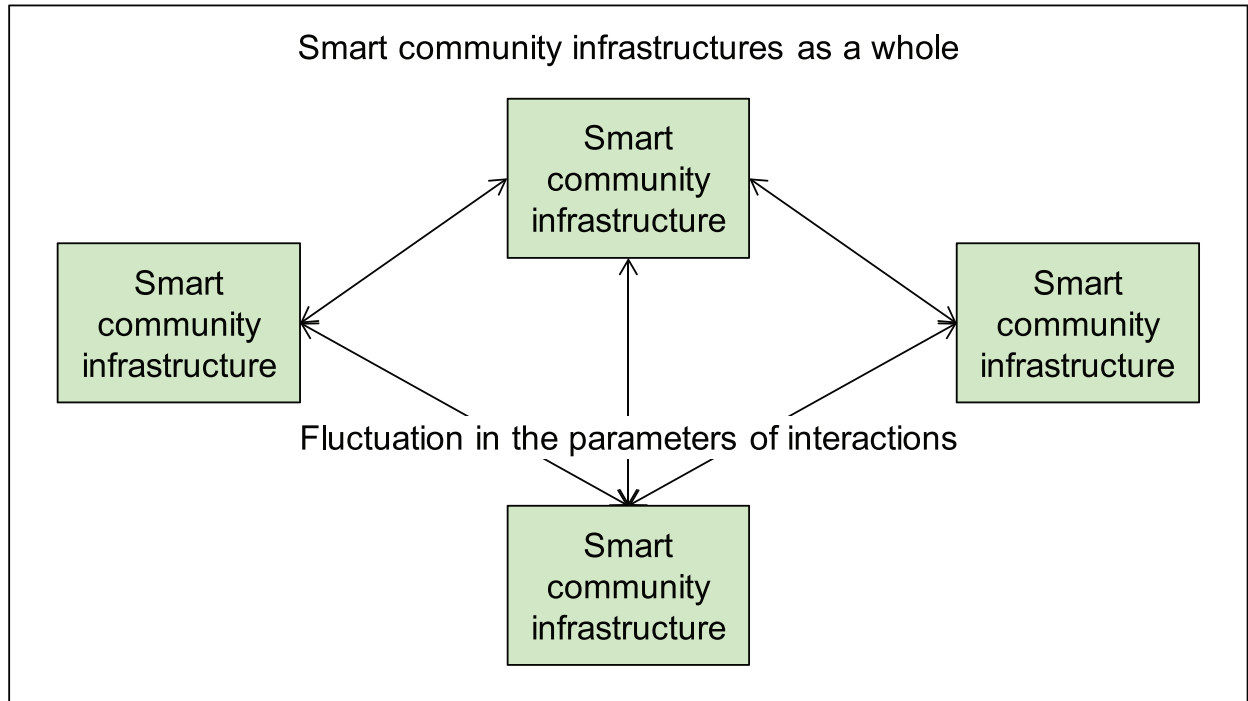 Smart community infrastructures as a whole
Smart
community
infrastructure
Smart
community
infrastructure
Smart
community
infrastructure
Fluctuation in the parameters of interactions
Smart
community
infrastructure